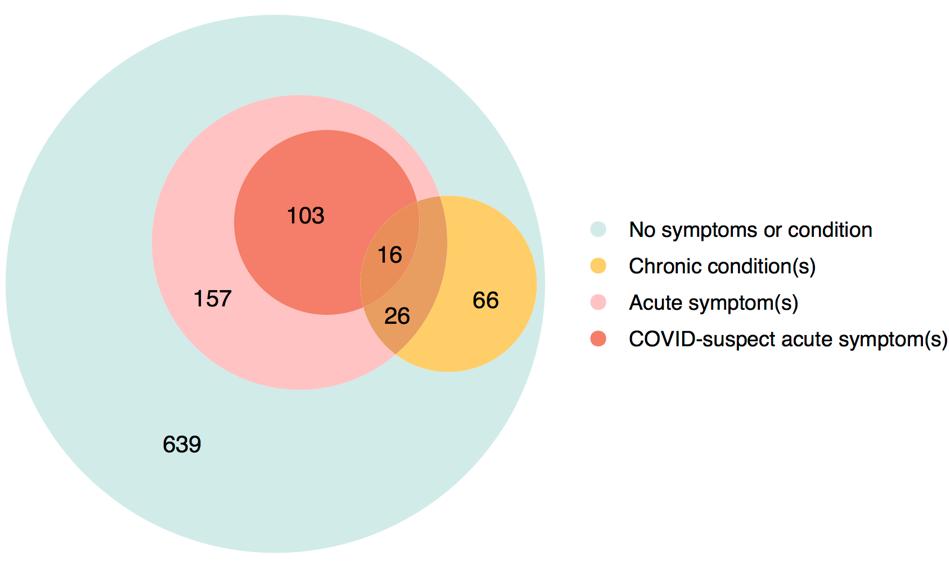 103
16
157
26
66
639
No symptoms or condition
Chronic condition(s)
Acute symptom(s)
COVID-suspect acute symptom(s)